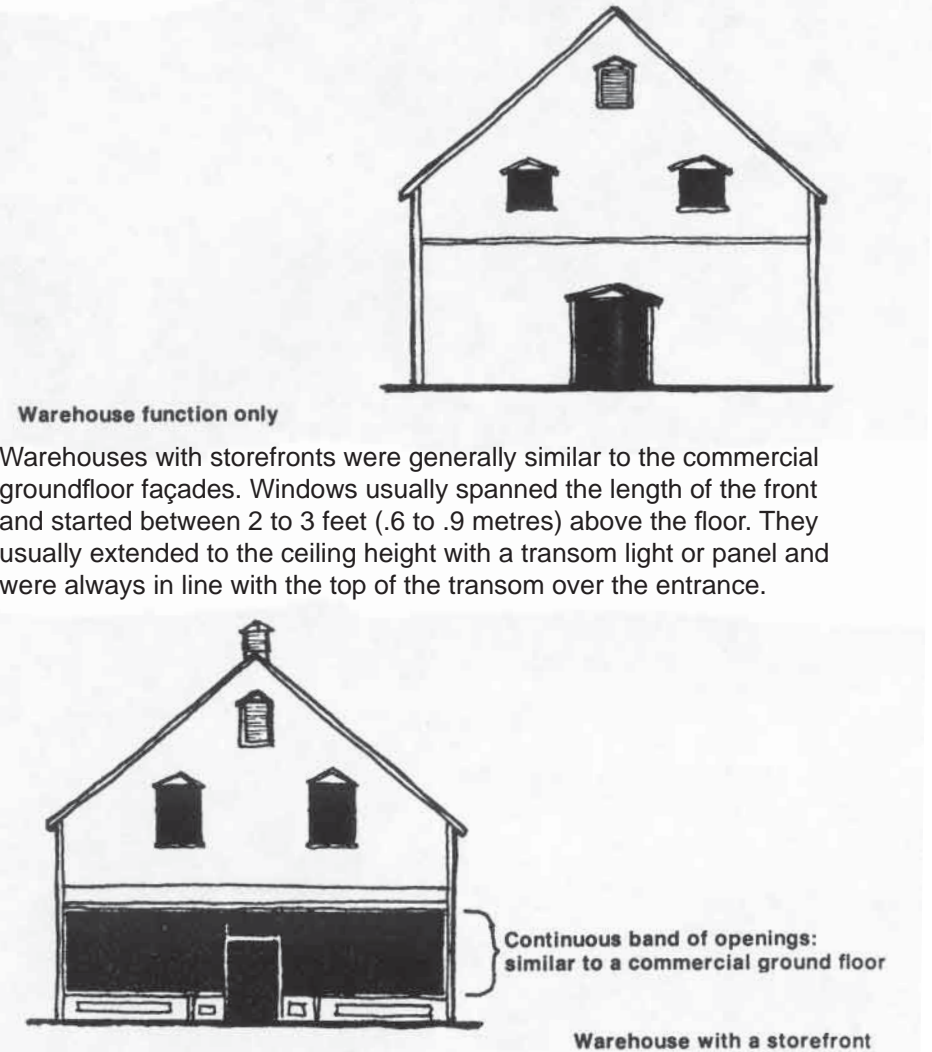 Warehouse function only
Warehouses with storefronts were generally similar to the commercial
groundfloor façades. Windows usually spanned the length of the front
and started between 2 to 3 feet (.6 to .9 metres) above the floor. They
usually extended to the ceiling height with a transom light or panel and
were always in line with the top of the transom over the entrance.
Continuous band of openings:
similar to a commercial ground floor
Warehouse with a storefront